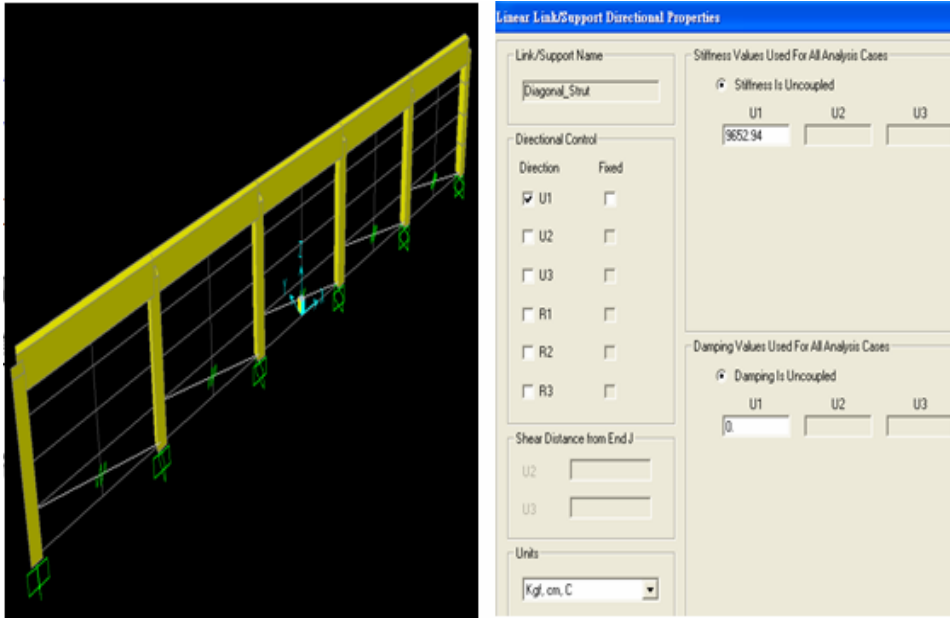 Linear Link/Support Directional Properties
Link/Support Name
Diagonal_Strut
Directional Control
Direction Fixed
U1
U2
U3
R1
R2
R3
Shear Distance from End J
U2
U3
Units
Kgf, cm, C
Stiffness Values Used For All Analysis Cases
Stiffness Is Uncoupled
U1 U2 U3
9652.94
Damping Values Used For All Analysis Cases
Damping Is Uncoupled
U1 U2 U3
0.